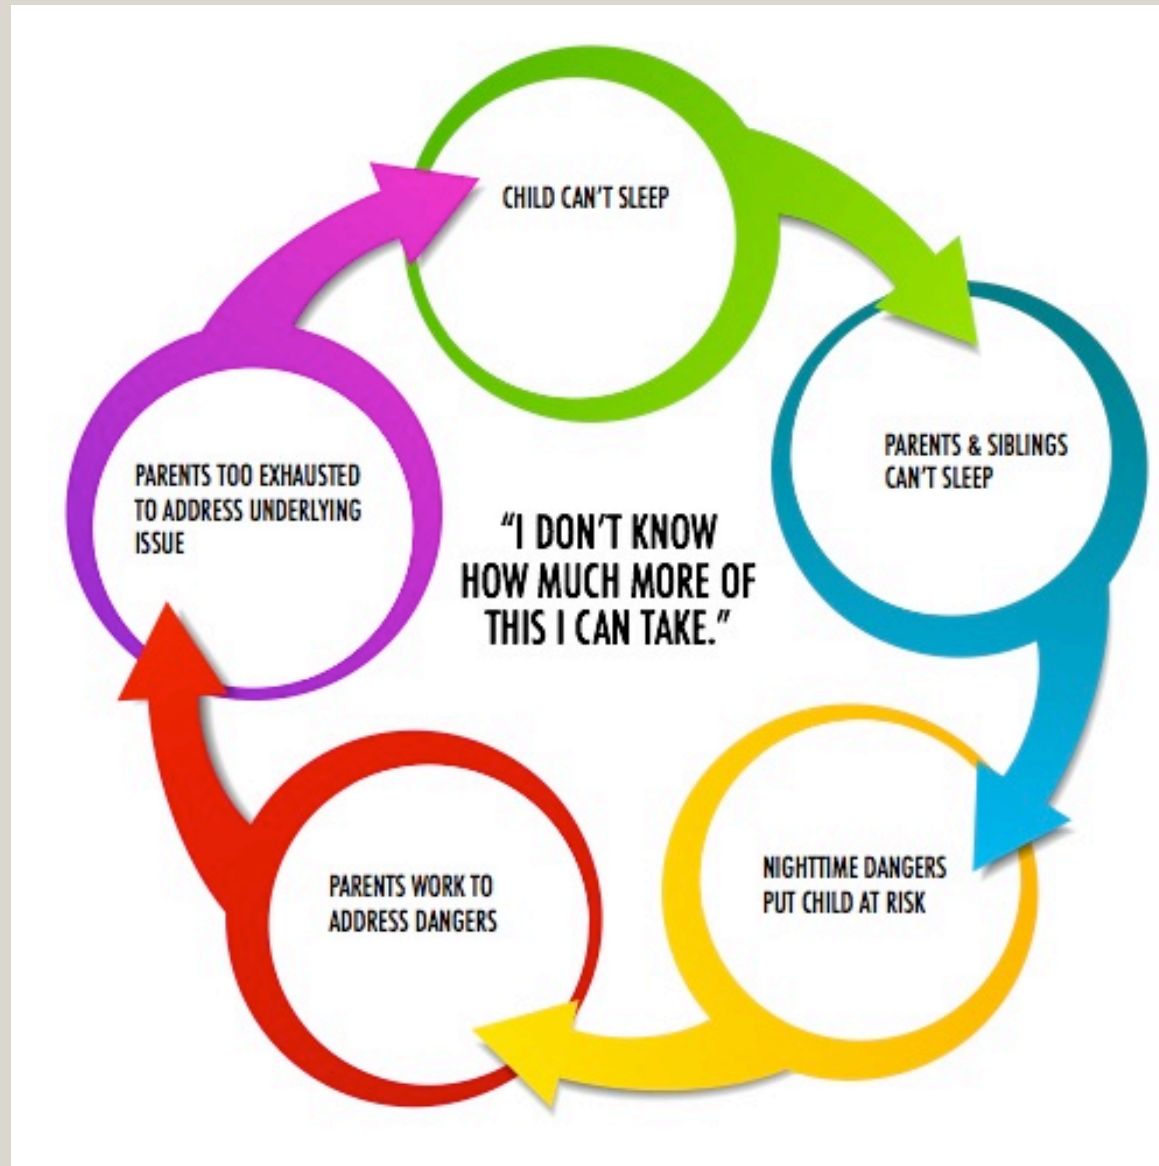 CHILD CAN'T SLEEP
PARENTS & SIBLINGS
CAN'T SLEEP
NIGHTTIME DANGERS
PUT CHILD AT RISK
PARENTS WORK TO
ADDRESS DANGERS
PARENTS TOO EXHAUSTED
TO ADDRESS UNDERLYING
ISSUE
“I DON'T KNOW
HOW MUCH MORE OF
THIS I CAN TAKE.”